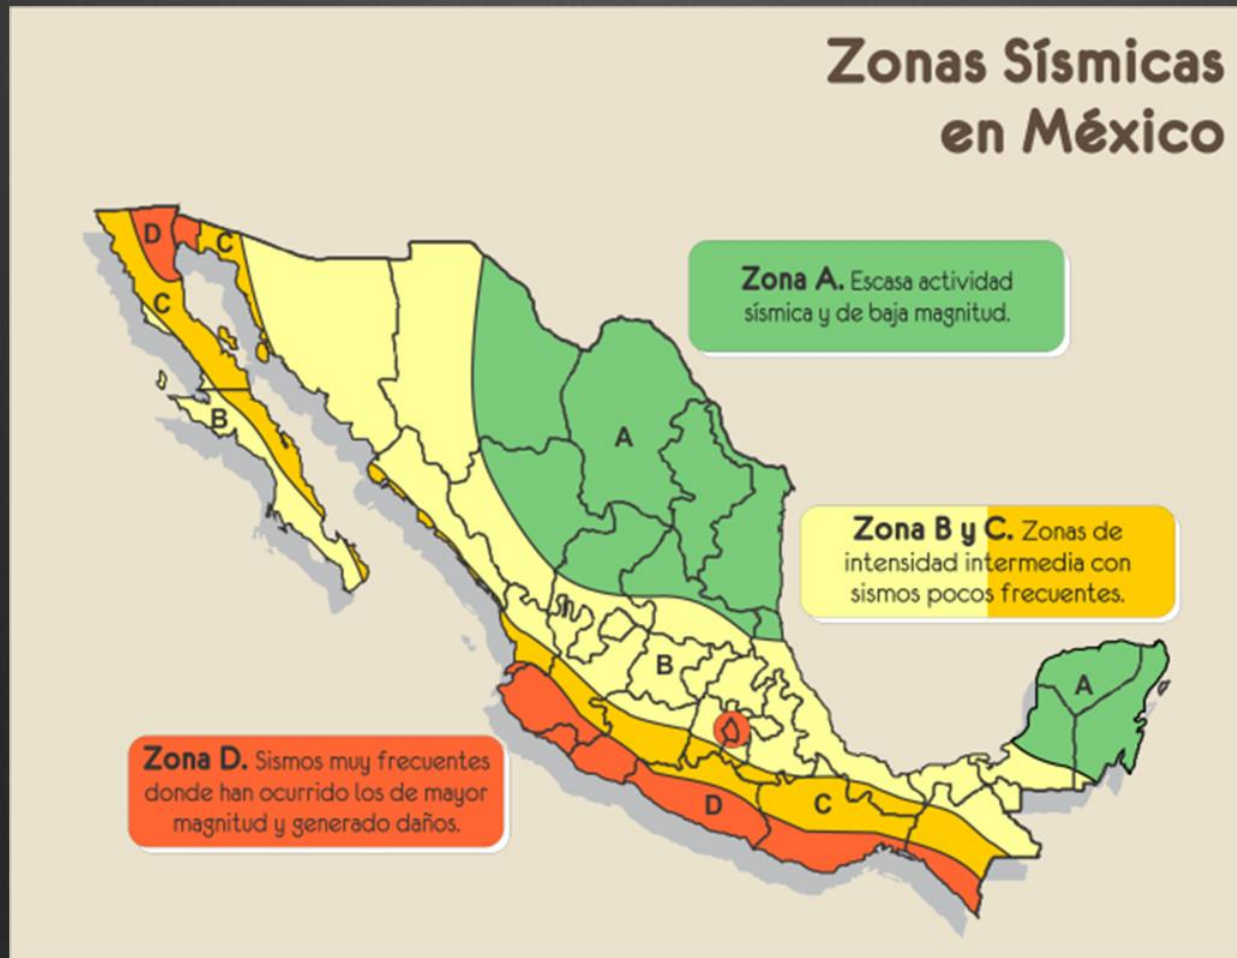 Zonas Sísmicas
en México
D
C
C
B
A
Zona A. Escasa actividad
sísmica y de baja magnitud.
Zona B y C. Zonas de
intensidad intermedia con
sismos pocos frecuentes.
B
A
D
C
Zona D. Sismos muy frecuentes
donde han ocurrido los de mayor
magnitud y generado daños.